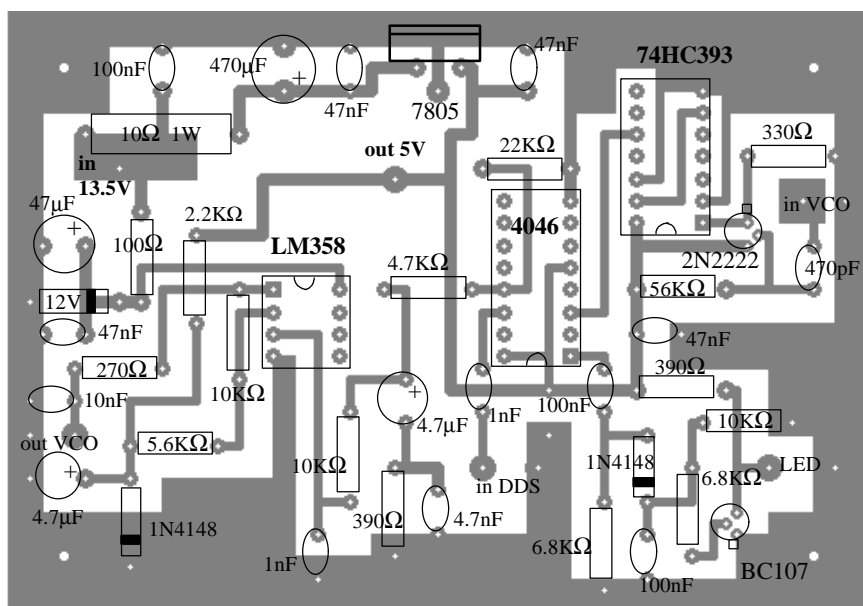 100nF
470µF
47nF
7805
47nF
74HC393
10Ω 1W
in
13.5V
out 5V
22KΩ
330Ω
47µF
2.2KΩ
100Ω
LM358
4.7KΩ
4046
in VCO
2N2222
470pF
12V
56KΩ
47nF
47nF
270Ω
10KΩ
390Ω
10nF
4.7µF
1nF
100nF
10KΩ
out VCO
5.6KΩ
10KΩ
in DDS
1N4148
6.8KΩ
LED
4.7µF
1N4148
390Ω
4.7nF
6.8KΩ
1nF
100nF
BC107